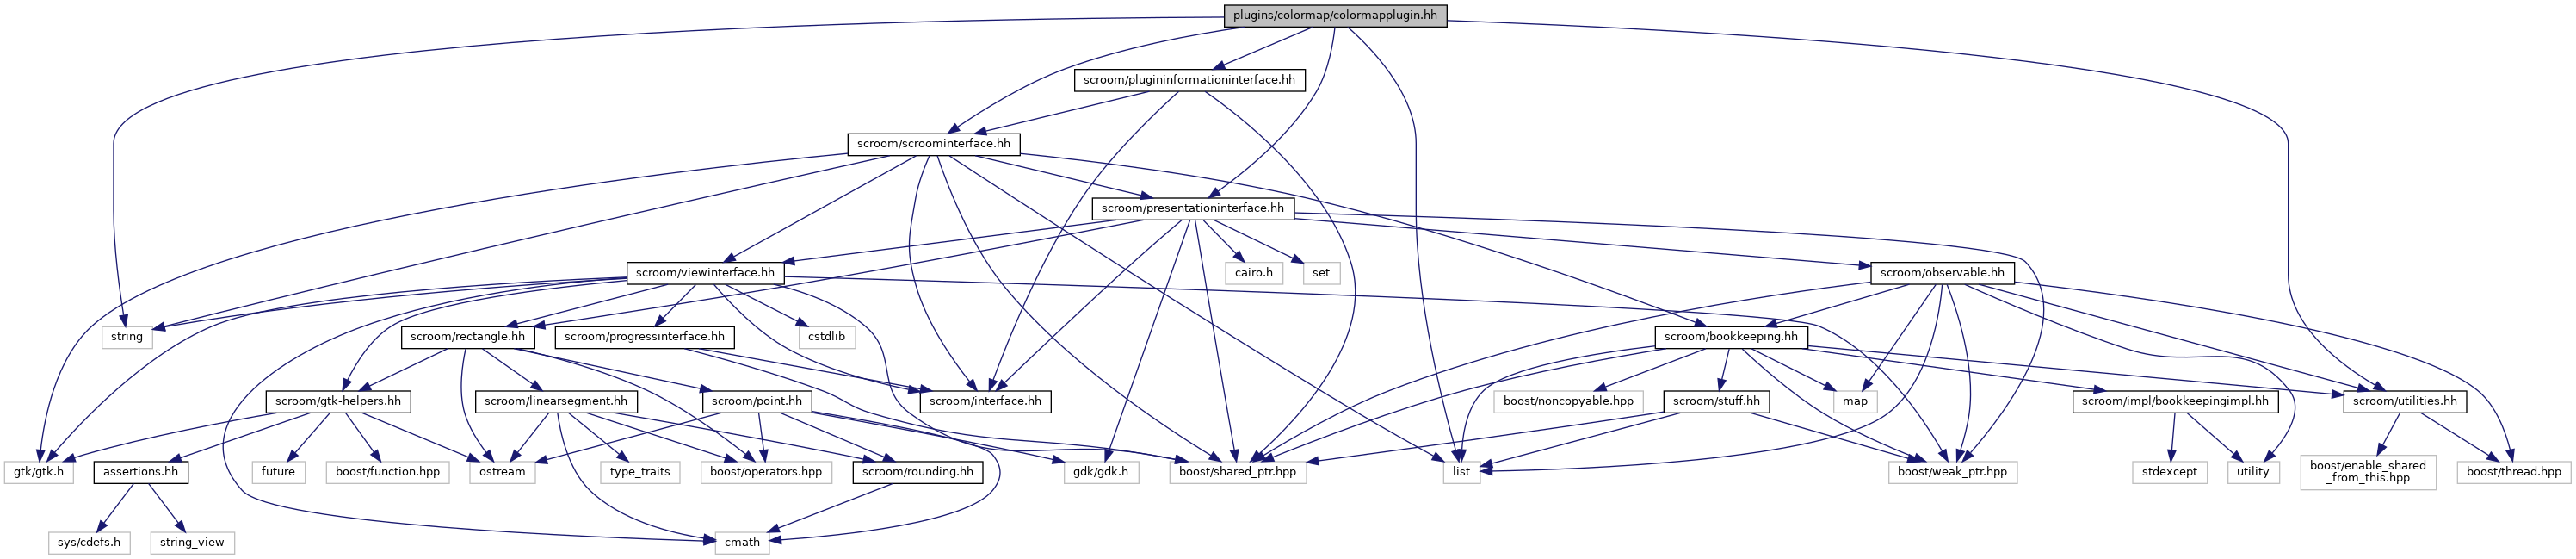 plugins/colormap/colormapplugin.hh
scroom/plugininformationinterface.hh
scroom/scroominterface.hh
scroom/presentationinterface.hh
scroom/viewinterface.hh
cairo.h
set
scroom/observable.hh
string
scroom/rectangle.hh
scroom/progressinterface.hh
cstdlib
scroom/bookkeeping.hh
scroom/gtk-helpers.hh
scroom/linearsegment.hh
scroom/point.hh
scroom/interface.hh
boost/noncopyable.hpp
scroom/stuff.hh
map
scroom/impl/bookkeepingimpl.hh
scroom/utilities.hh
gtk/gtk.h
assertions.hh
future
boost/function.hpp
ostream
type_traits
boost/operators.hpp
scroom/rounding.hh
gdk/gdk.h
boost/shared_ptr.hpp
list
boost/weak_ptr.hpp
stdexcept
utility
boost/enable_shared
_from_this.hpp
boost/thread.hpp
sys/cdefs.h
string_view
cmath